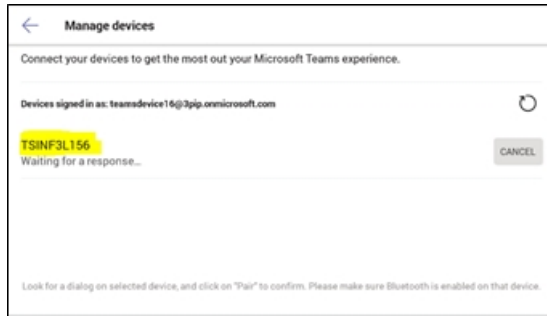 Manage devices
Connect your devices to get the most out your Microsoft Teams experience.
Devices signed in as: teamsdevice16@3pip.onmicrosoft.com
TSINF3L156
Waiting for a response...
CANCEL
Look for a dialog on selected device, and click on "Pair" to confirm. Please make sure Bluetooth is enabled on that device.